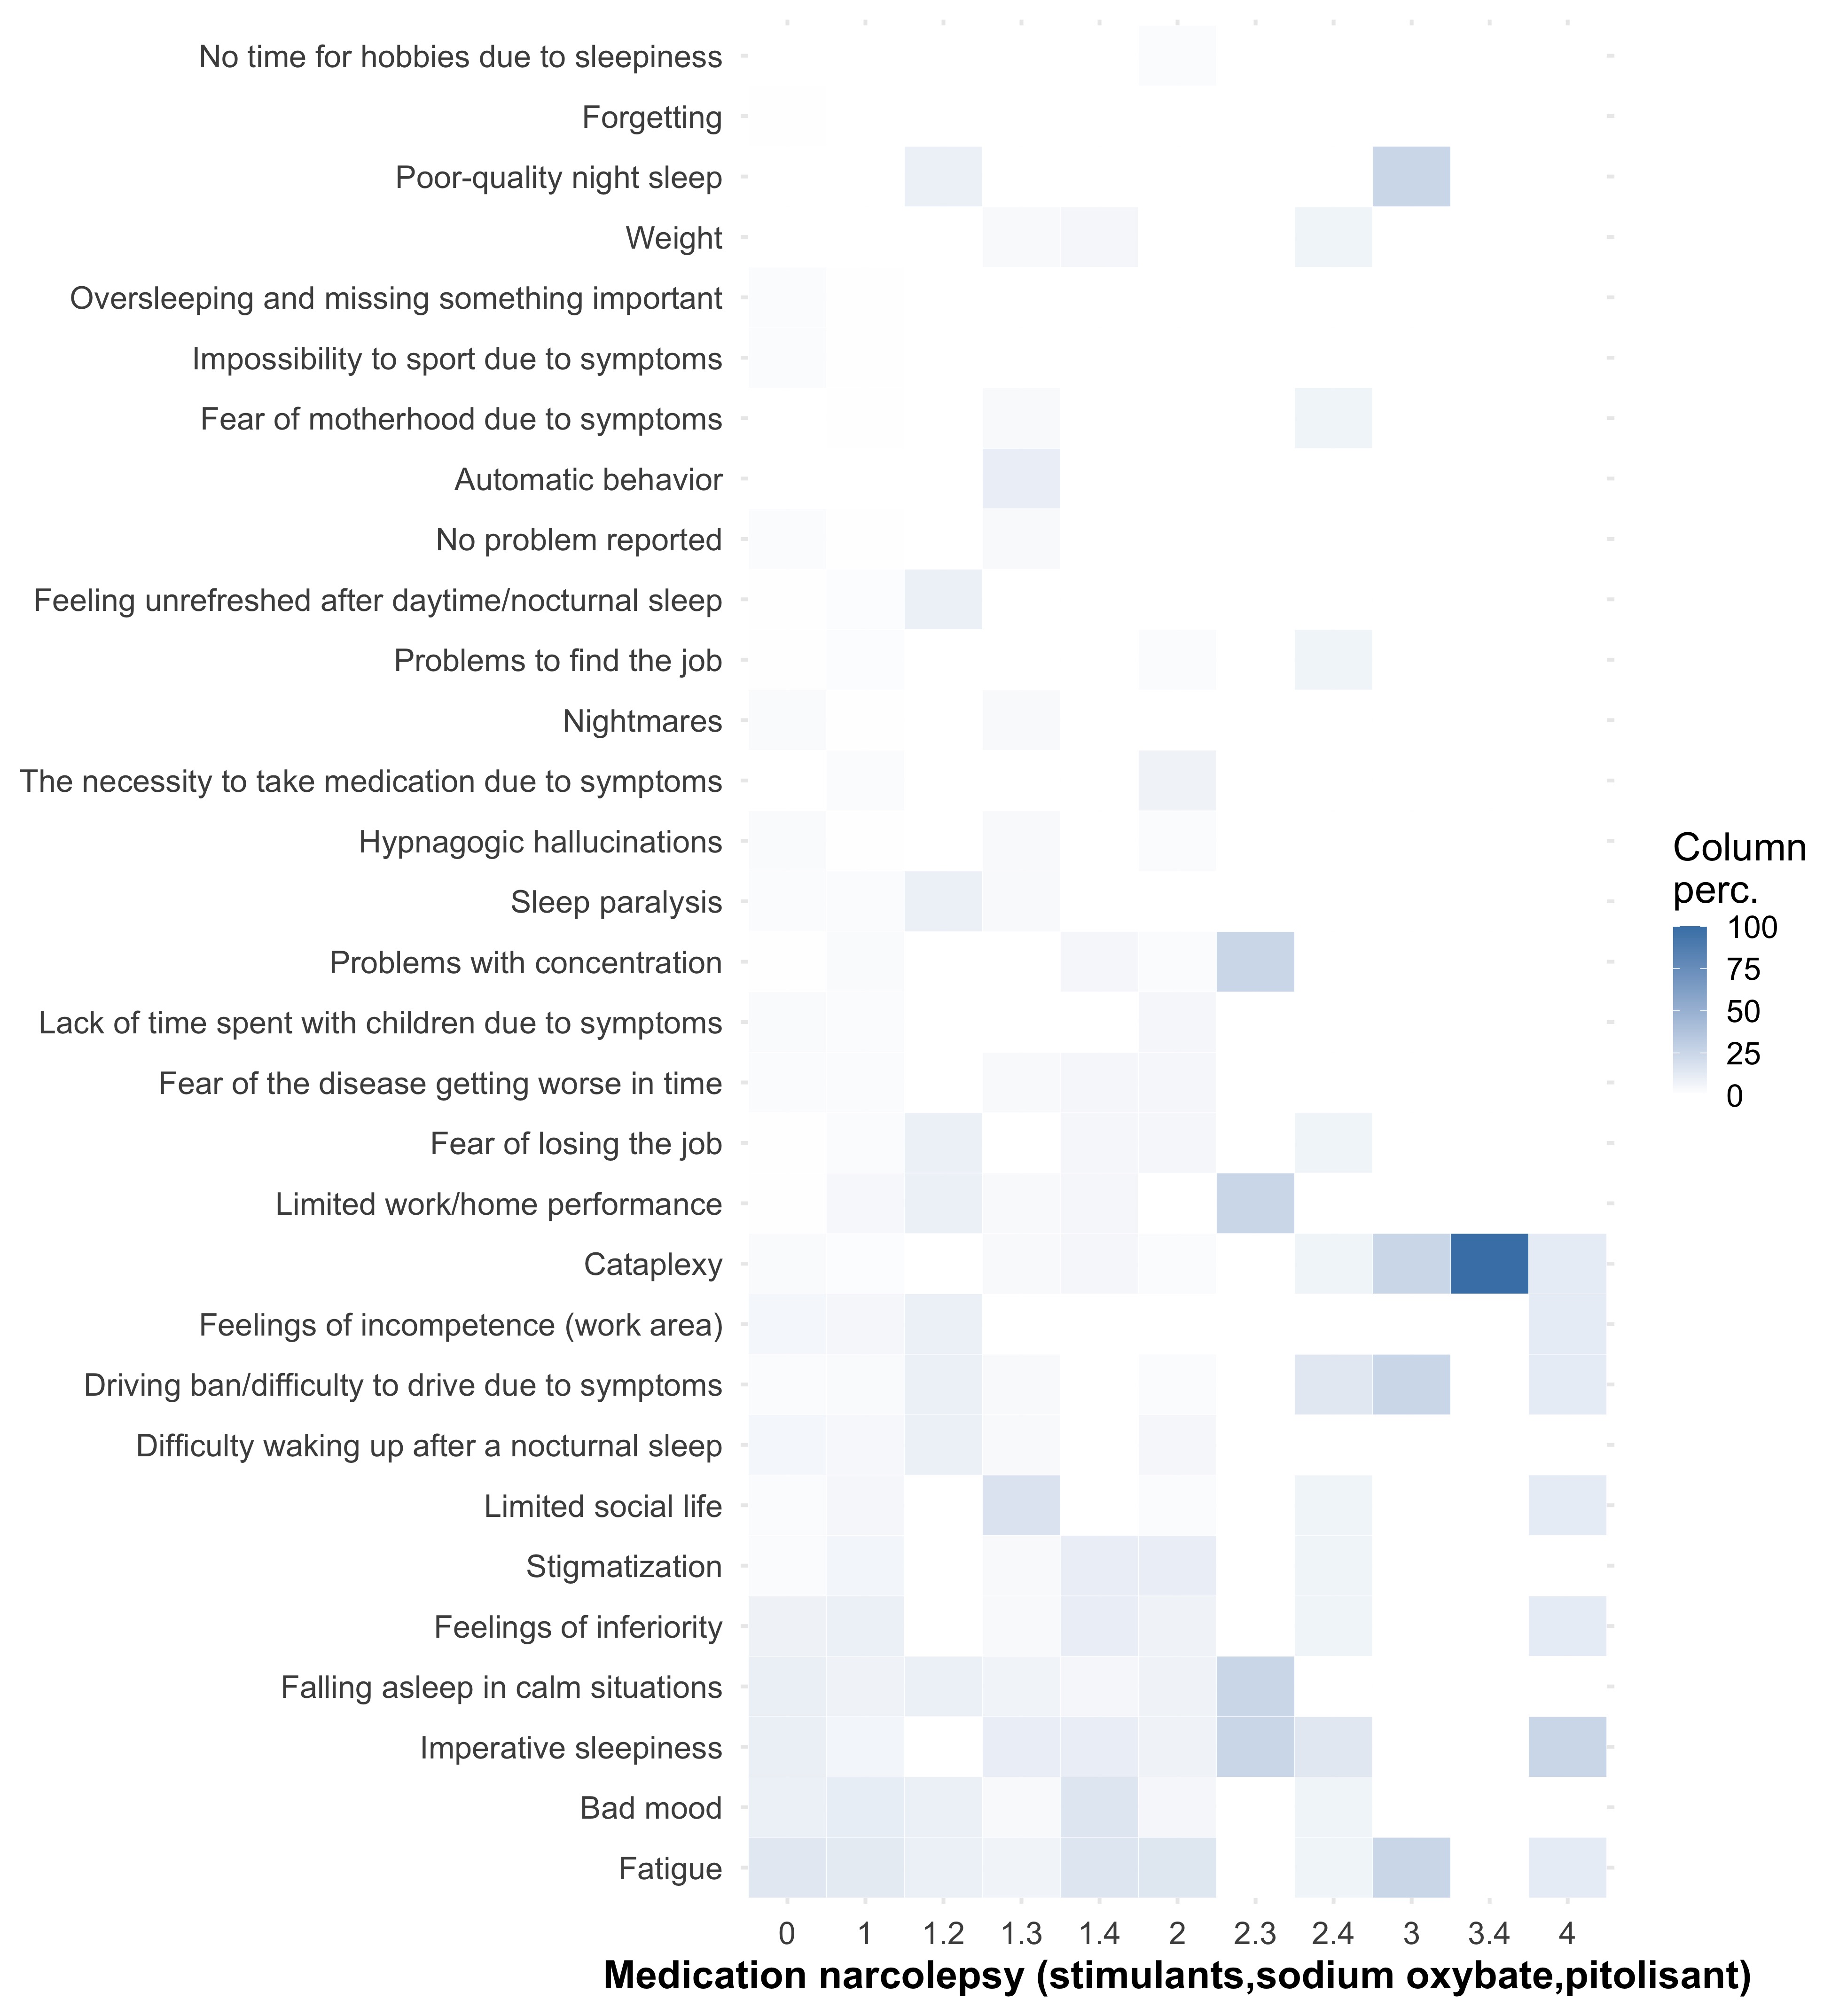 No time for hobbies due to sleepiness
Forgetting
Poor-quality night sleep
Weight
Oversleeping and missing something important
Impossibility to sport due to symptoms
Fear of motherhood due to symptoms
Automatic behavior
No problem reported
Feeling unrefreshed after daytime/nocturnal sleep
Problems to find the job
Nightmares
The necessity to take medication due to symptoms
Hypnagogic hallucinations
Sleep paralysis
Problems with concentration
Lack of time spent with children due to symptoms
Fear of the disease getting worse in time
Fear of losing the job
Limited work/home performance
Cataplexy
Feelings of incompetence (work area)
Driving ban/difficulty to drive due to symptoms
Difficulty waking up after a nocturnal sleep
Limited social life
Stigmatization
Feelings of inferiority
Falling asleep in calm situations
Imperative sleepiness
Bad mood
Fatigue
0 1 1.2 1.3 1.4 2 2.3 2.4 3 3.4 4
Medication narcolepsy (stimulants,sodium oxybate,pitolisant)
Column
perc.
100
75
50
25
0